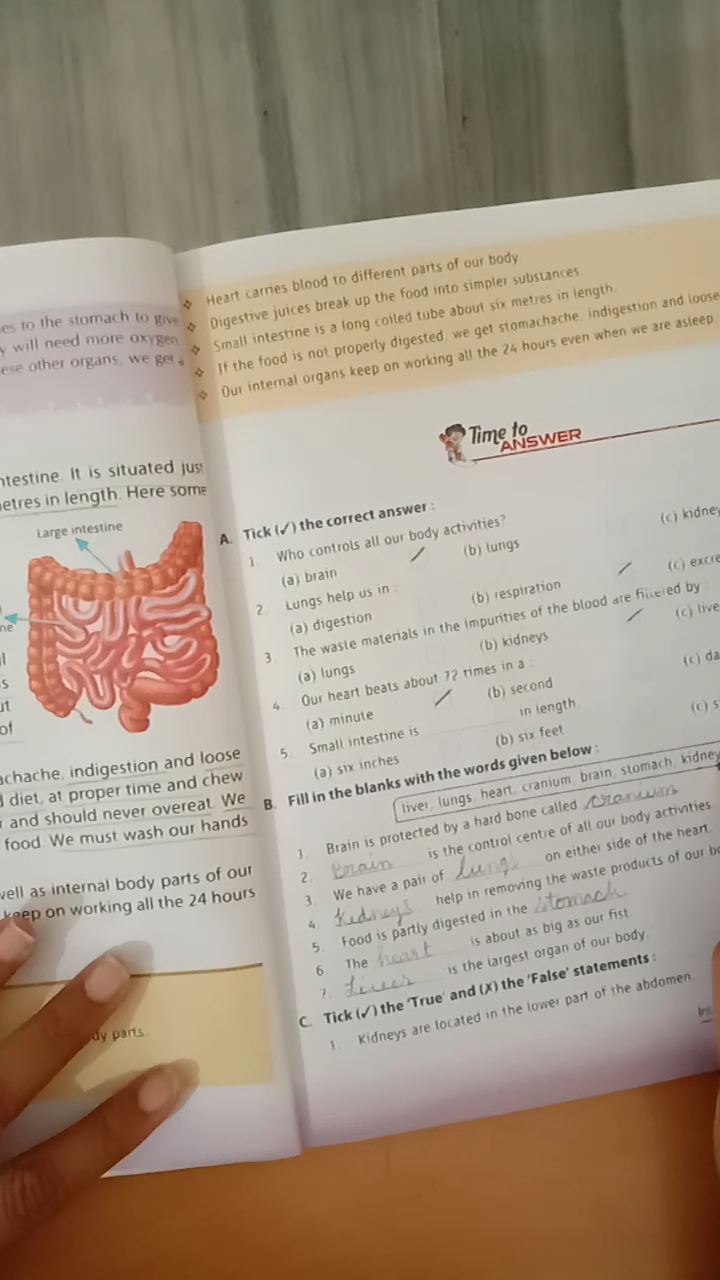 es to the stomach to give
y will need more oxygen
ese other organs, we get a
ntestine. It is situated just
etres in length. Here some
Large intestine
ne
l
s
ut
of
achache, indigestion and loose
d diet, at proper time and chew
r and should never overeat. We
food. We must wash our hands
well as internal body parts of our
keep on working all the 24 hours
dy parts.
❖ Heart carries blood to different parts of our body.
❖ Digestive juices break up the food into simpler substances.
❖ Small intestine is a long coiled tube about six metres in length.
❖ If the food is not properly digested, we get stomachache, indigestion and loose
❖ Our internal organs keep on working all the 24 hours even when we are asleep.
Time to ANSWER
A. Tick (✓) the correct answer :
1. Who controls all our body activities?
(a) brain (b) lungs (c) kidney
2. Lungs help us in :
(a) digestion (b) respiration (c) excre
3. The waste materials in the impurities of the blood are filtered by :
(a) lungs (b) kidneys (c) live
4. Our heart beats about 72 times in a :
(a) minute (b) second (c) da
5. Small intestine is ________ in length.
(a) six inches (b) six feet (c) s
B. Fill in the blanks with the words given below :
liver, lungs, heart, cranium, brain, stomach, kidney
1. Brain is protected by a hard bone called cranium
2. Brain is the control centre of all our body activities.
3. We have a pair of lungs on either side of the heart.
4. Kidneys help in removing the waste products of our bo
5. Food is partly digested in the stomach
6. The heart is about as big as our fist.
7. Liver is the largest organ of our body.
C. Tick (✓) the 'True' and (✗) the 'False' statements :
1. Kidneys are located in the lower part of the abdomen.
Int